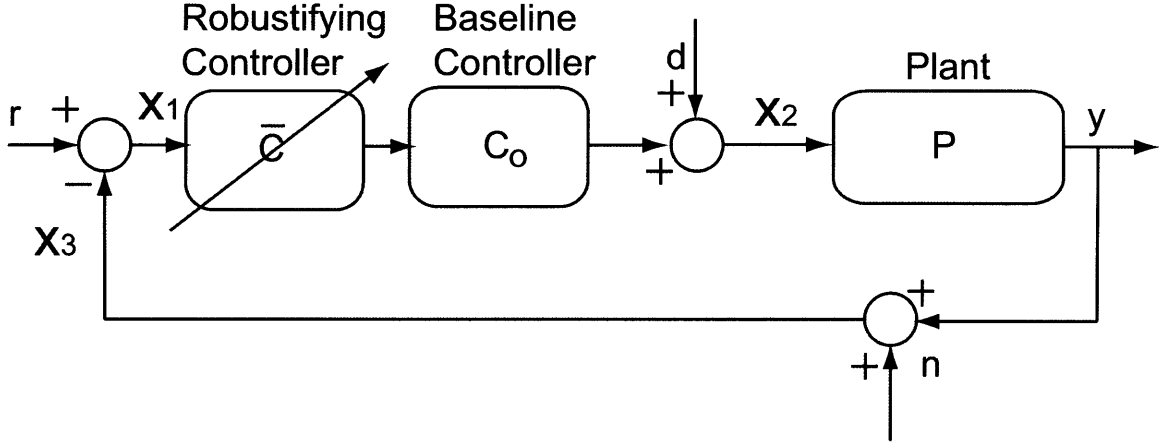 Robustifying
Controller
Baseline
Controller
Plant
r
+
−
X1
C̄
Co
d
+
+
X2
P
y
X3
+
+
n